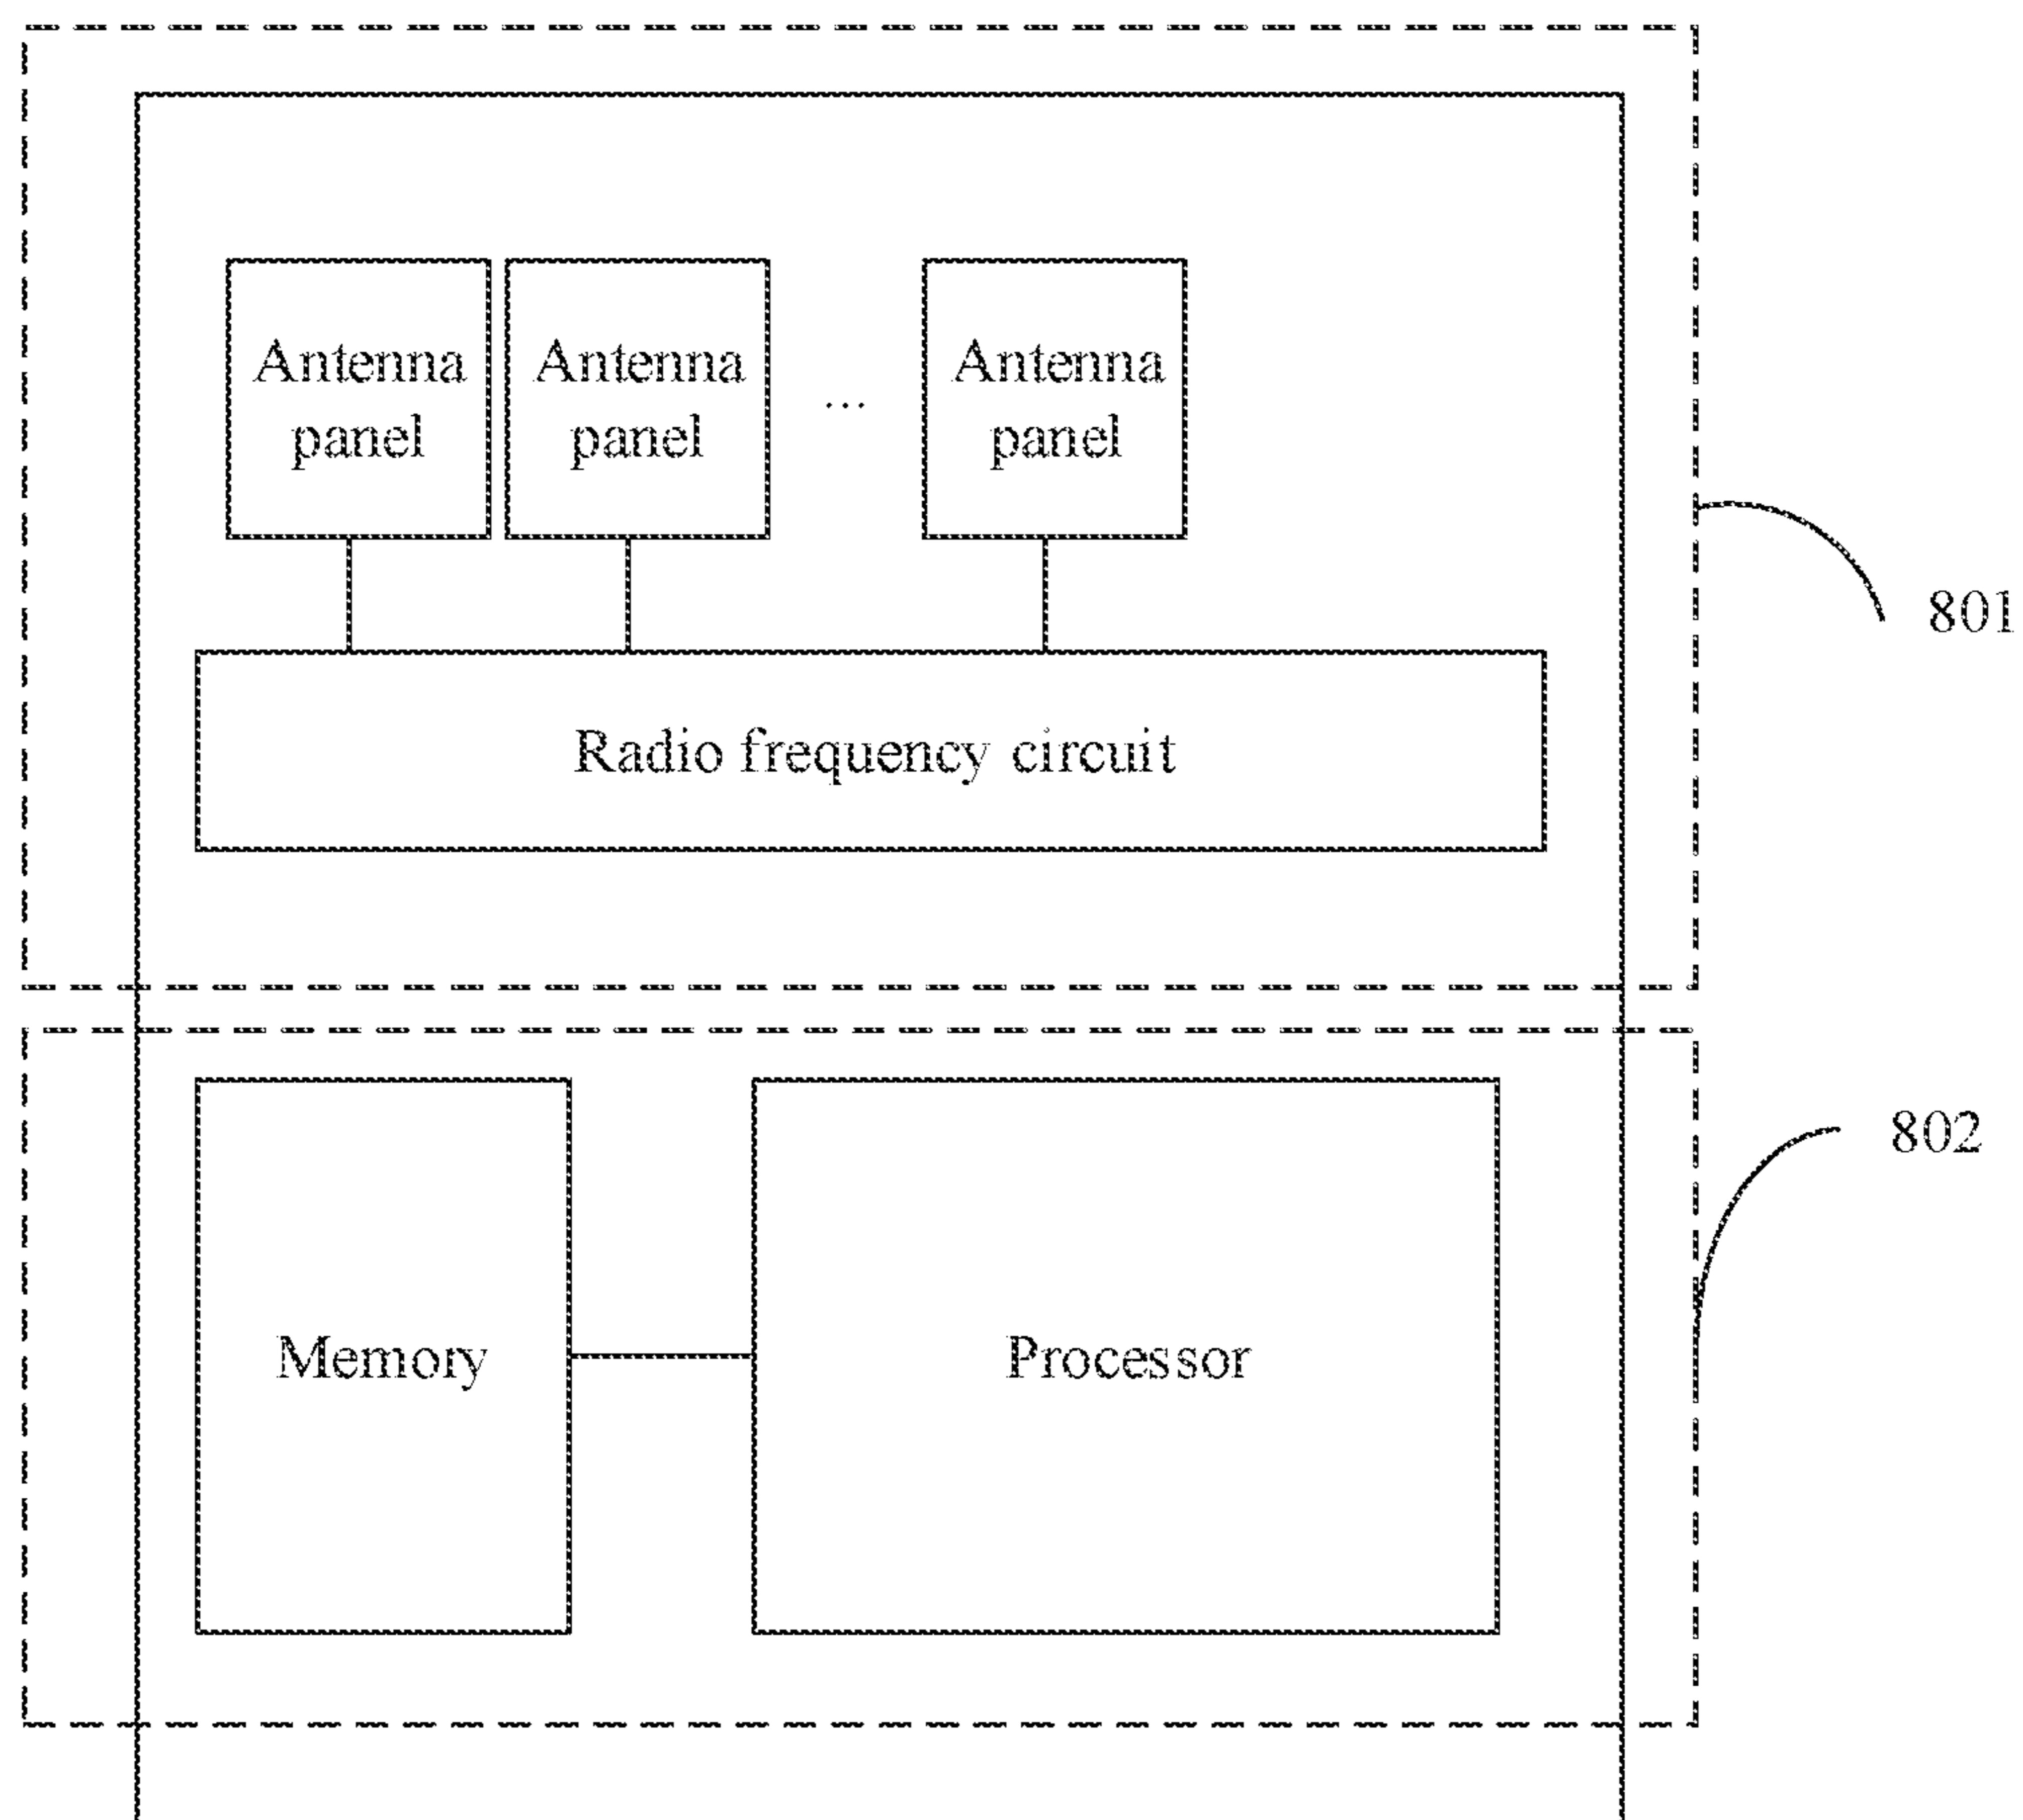 Antenna
panel
Antenna
panel
...
Antenna
panel
801
Radio frequency circuit
802
Memory
Processor